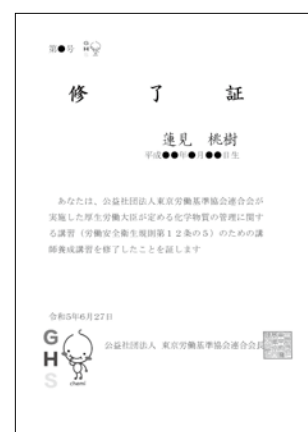 第●号
修了証
蓮見 桃樹
平成●●年●月●●日生
あなたは、公益社団法人東京労働基準協会連合会が
実施した厚生労働大臣が定める化学物質の管理に関す
る講習（労働安全衛生規則第12条の5）のための講
師養成講習を修了したことを証します
令和5年6月27日
公益社団法人 東京労働基準協会連合会長
GHS
chemi